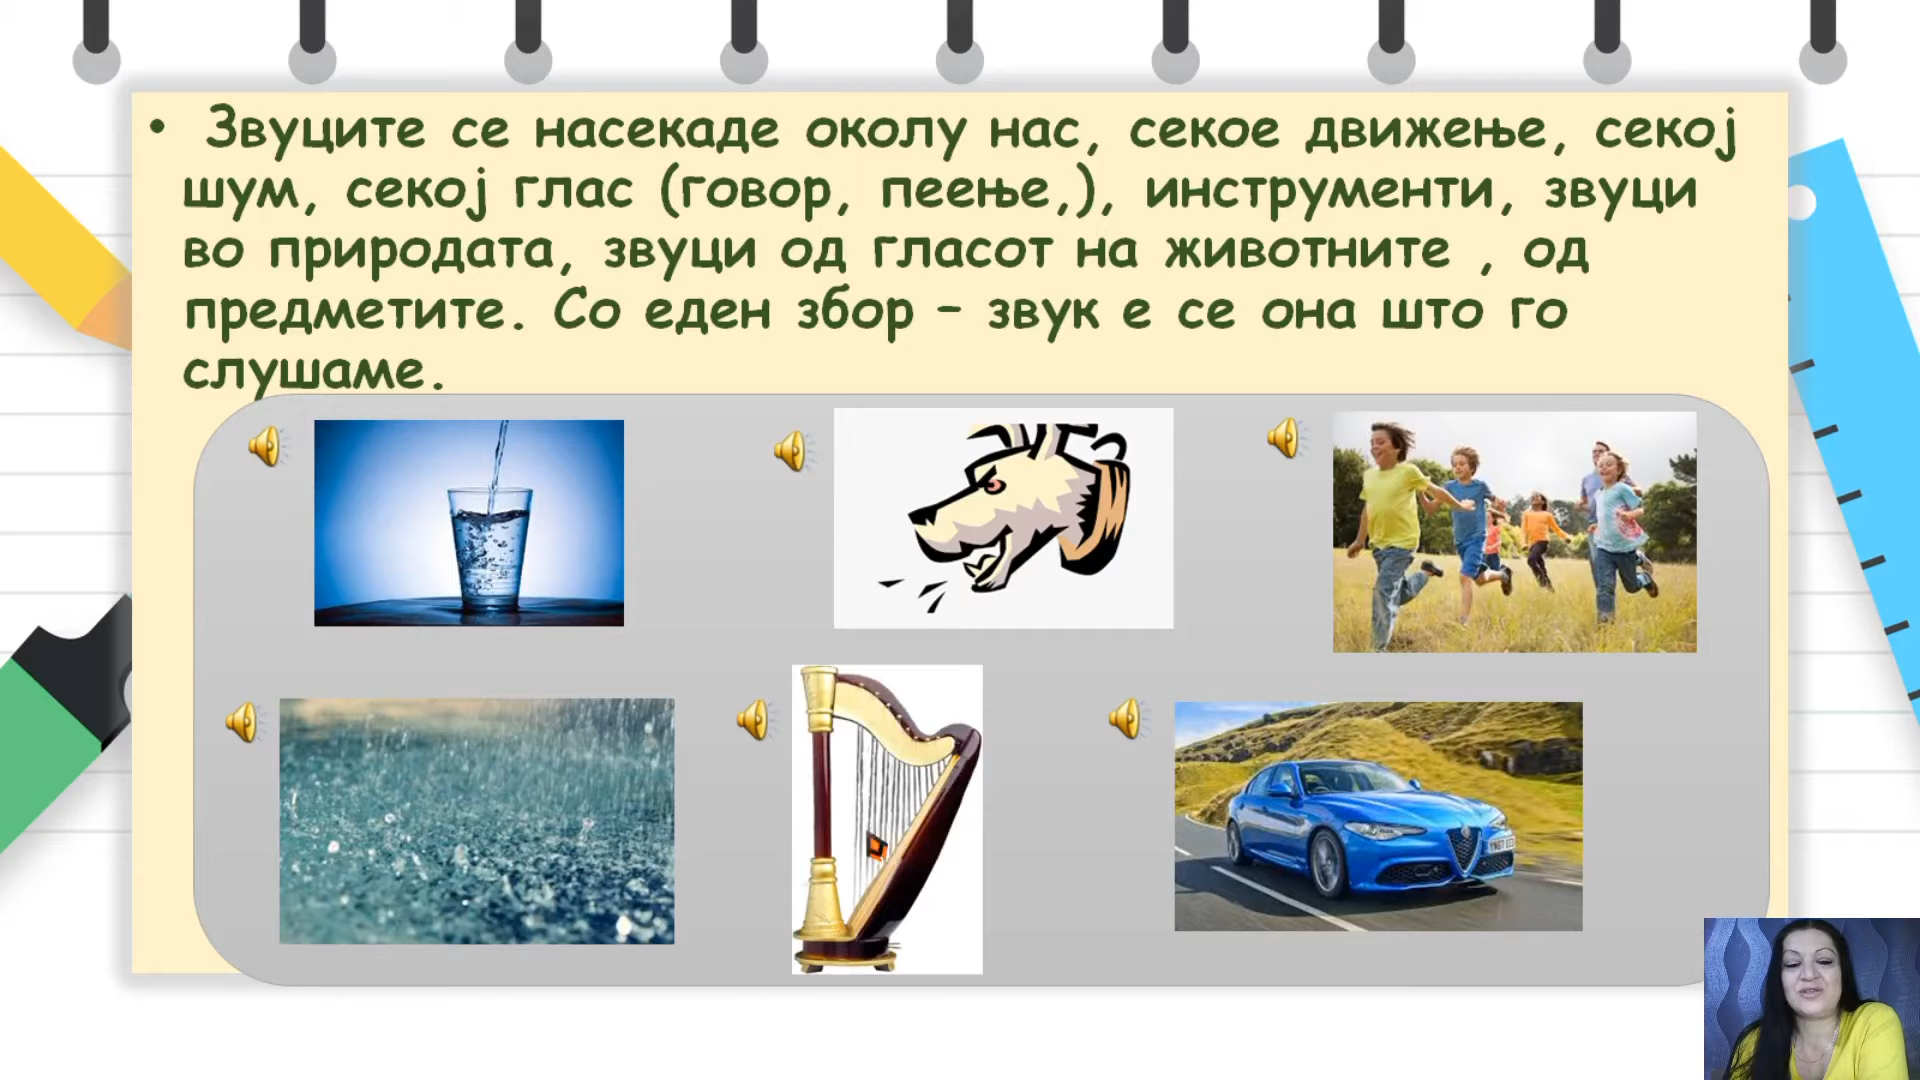 • Звуците се насекаде околу нас, секое движење, секој
шум, секој глас (говор, пеење,), инструменти, звуци
во природата, звуци од гласот на животните , од
предметите. Со еден збор – звук е се она што го
слушаме.